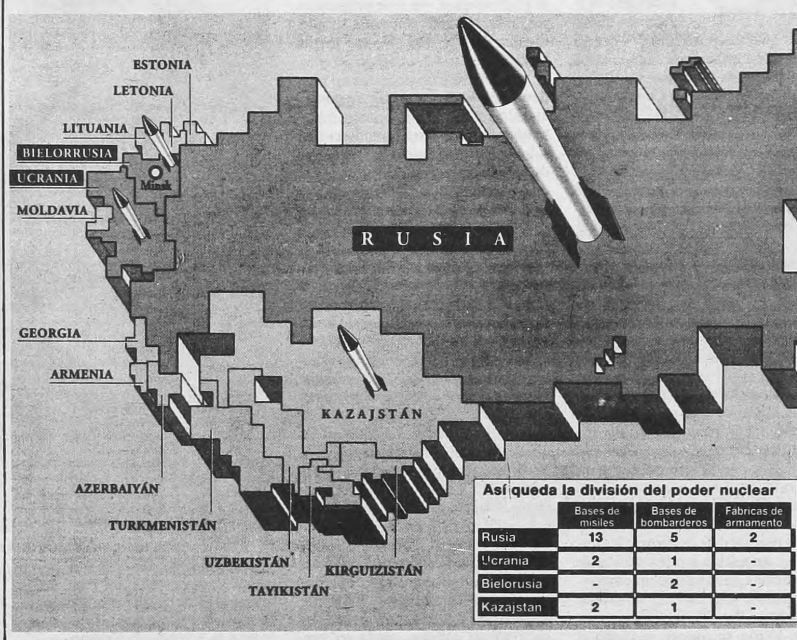 ESTONIA
LETONIA
LITUANIA
BIELORRUSIA
Minsk
UCRANIA
MOLDAVIA
RUSIA
GEORGIA
ARMENIA
KAZAJSTÁN
AZERBAIYÁN
TURKMENISTÁN
UZBEKISTÁN
TAYIKISTÁN
KIRGUIZISTÁN
Así queda la división del poder nuclear
Bases de misiles Bases de bombarderos Fabricas de armamento
Rusia 13 5 2
Ucrania 2 1 -
Bielorusia - 2 -
Kazajstan 2 1 -